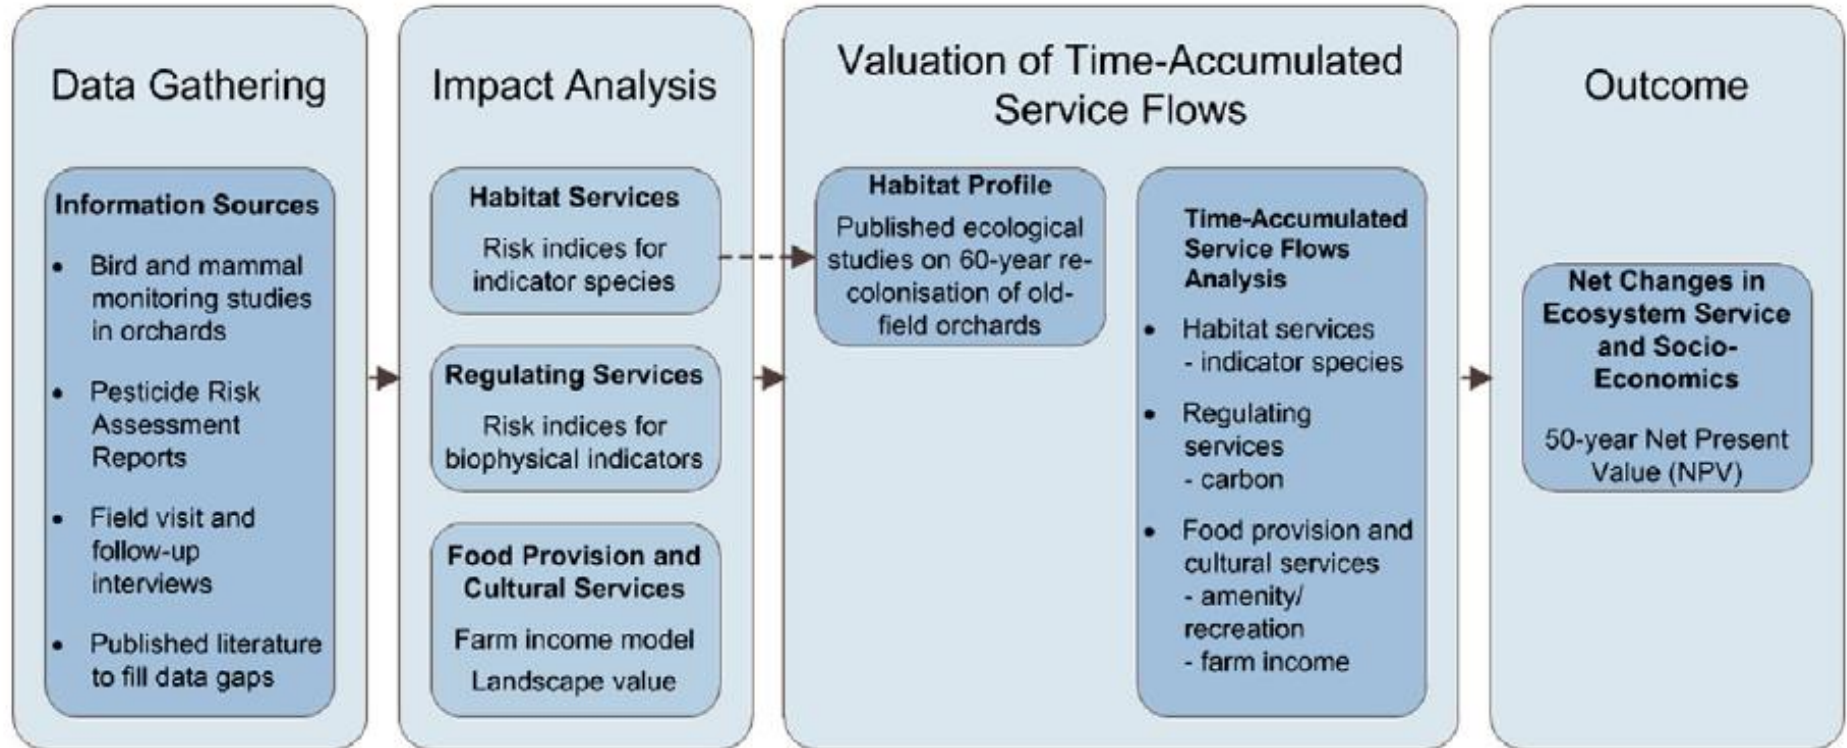 Data Gathering
Information Sources
• Bird and mammal
monitoring studies
in orchards
• Pesticide Risk
Assessment
Reports
• Field visit and
follow-up
interviews
• Published literature
to fill data gaps
Impact Analysis
Habitat Services
Risk indices for
indicator species
Regulating Services
Risk indices for
biophysical indicators
Food Provision and
Cultural Services
Farm income model
Landscape value
Valuation of Time-Accumulated
Service Flows
Habitat Profile
Published ecological
studies on 60-year re-
colonisation of old-
field orchards
Time-Accumulated
Service Flows
Analysis
• Habitat services
- indicator species
• Regulating
services
- carbon
• Food provision and
cultural services
- amenity/
recreation
- farm income
Outcome
Net Changes in
Ecosystem Service
and Socio-
Economics
50-year Net Present
Value (NPV)